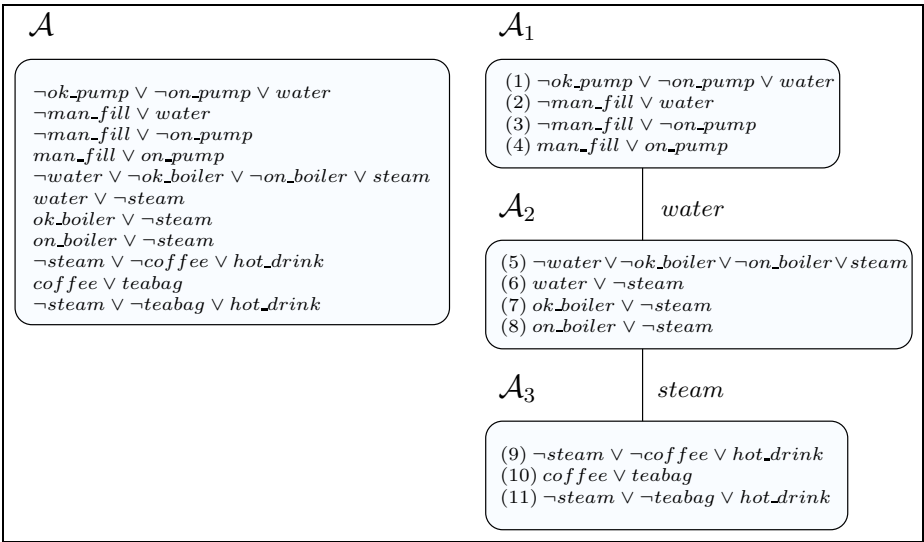 𝒜
¬ok_pump ∨ ¬on_pump ∨ water
¬man_fill ∨ water
¬man_fill ∨ ¬on_pump
man_fill ∨ on_pump
¬water ∨ ¬ok_boiler ∨ ¬on_boiler ∨ steam
water ∨ ¬steam
ok_boiler ∨ ¬steam
on_boiler ∨ ¬steam
¬steam ∨ ¬coffee ∨ hot_drink
coffee ∨ teabag
¬steam ∨ ¬teabag ∨ hot_drink
𝒜₁
(1) ¬ok_pump ∨ ¬on_pump ∨ water
(2) ¬man_fill ∨ water
(3) ¬man_fill ∨ ¬on_pump
(4) man_fill ∨ on_pump
water
𝒜₂
(5) ¬water∨¬ok_boiler∨¬on_boiler∨steam
(6) water ∨ ¬steam
(7) ok_boiler ∨ ¬steam
(8) on_boiler ∨ ¬steam
steam
𝒜₃
(9) ¬steam ∨ ¬coffee ∨ hot_drink
(10) coffee ∨ teabag
(11) ¬steam ∨ ¬teabag ∨ hot_drink